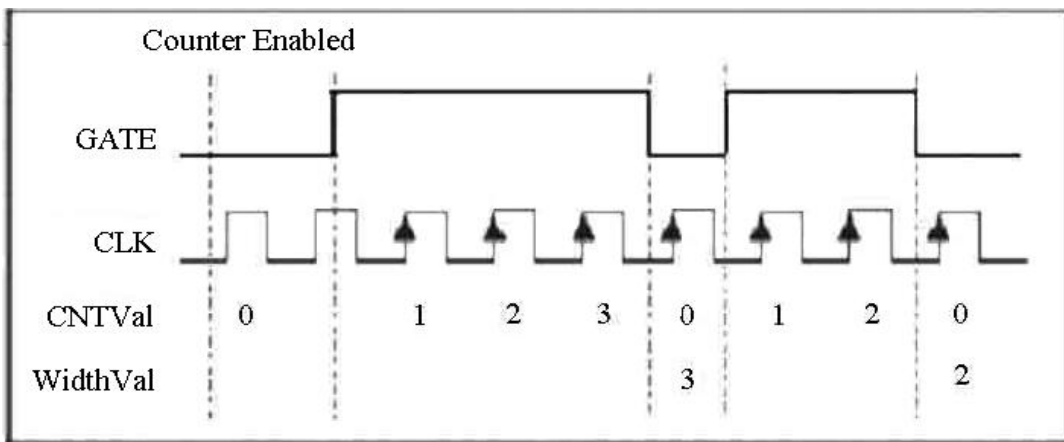 Counter Enabled
GATE
CLK
CNTVal 0 1 2 3 0 1 2 0
WidthVal 3 2